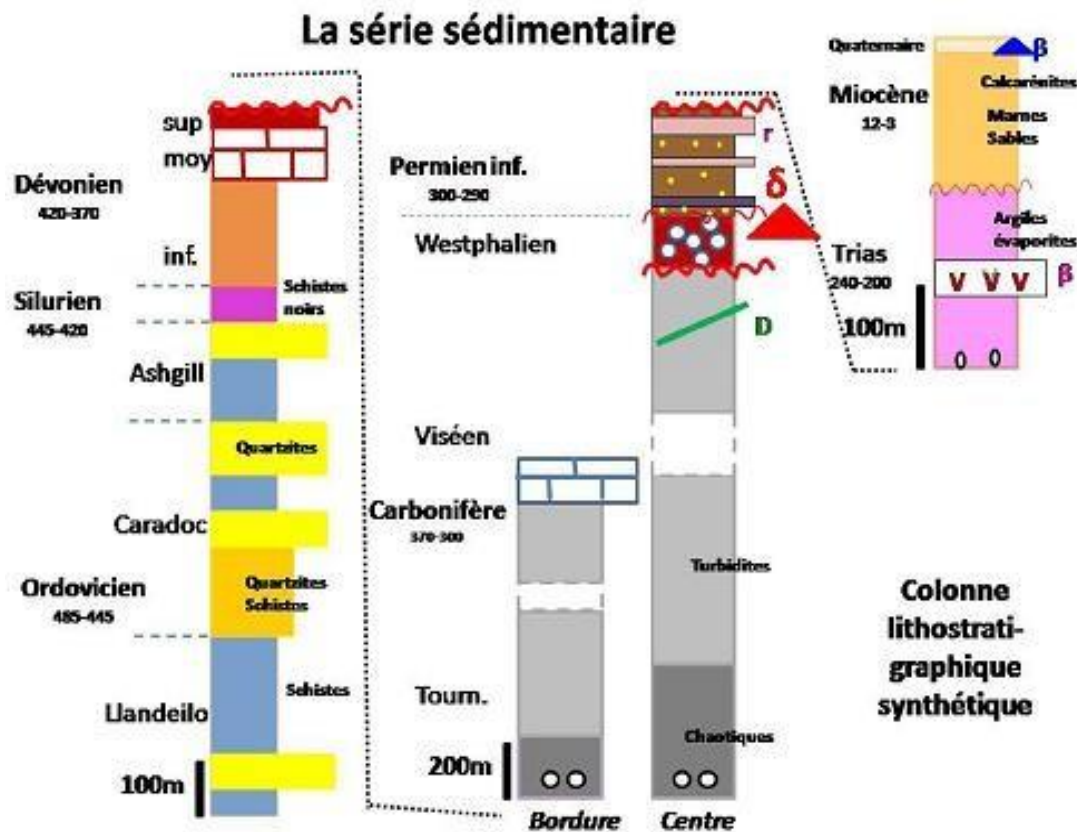 La série sédimentaire
sup
moy
Dévonien
420-370
inf.
Silurien
445-420
Schistes
noirs
Ashgill
Quartzites
Caradoc
Ordovicien
485-445
Quartzites
Schistes
Llandeilo
Schistes
100m
Permien inf.
300-290
r
δ
Westphalien
D
Viséen
Carbonifère
370-300
Turbidites
Tourn.
Chaotiques
200m
Bordure
Centre
Quaternaire
β
Miocène
12-3
Calcarénites
Marnes
Sables
Argiles
évaporites
Trias
240-200
V V V
β
100m
Colonne
lithostrati-
graphique
synthétique